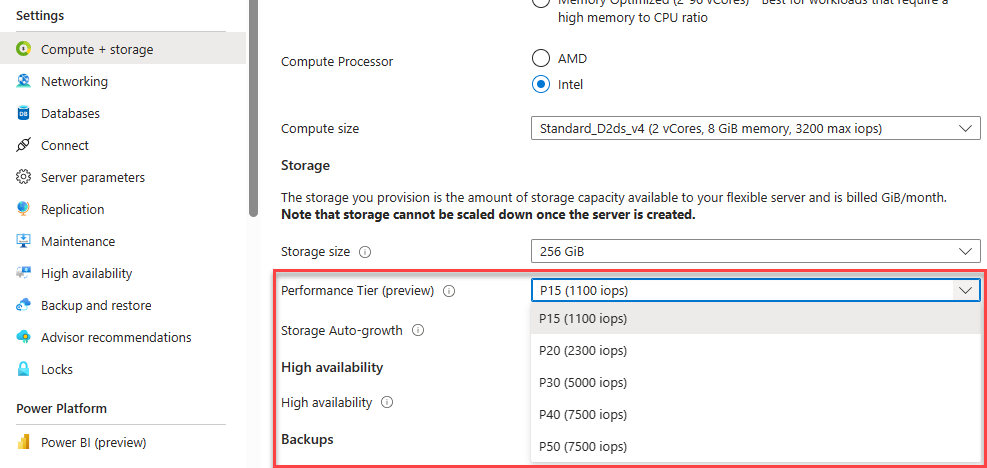 Settings
Compute + storage
Networking
Databases
Connect
Server parameters
Replication
Maintenance
High availability
Backup and restore
Advisor recommendations
Locks
Power Platform
Power BI (preview)
Memory Optimized (2-96 vCores) - Best for workloads that require a
high memory to CPU ratio
Compute Processor
AMD
Intel
Compute size
Standard_D2ds_v4 (2 vCores, 8 GiB memory, 3200 max iops)
Storage
The storage you provision is the amount of storage capacity available to your flexible server and is billed GiB/month.
Note that storage cannot be scaled down once the server is created.
Storage size
256 GiB
Performance Tier (preview)
P15 (1100 iops)
P15 (1100 iops)
Storage Auto-growth
P20 (2300 iops)
High availability
P30 (5000 iops)
High availability
P40 (7500 iops)
Backups
P50 (7500 iops)